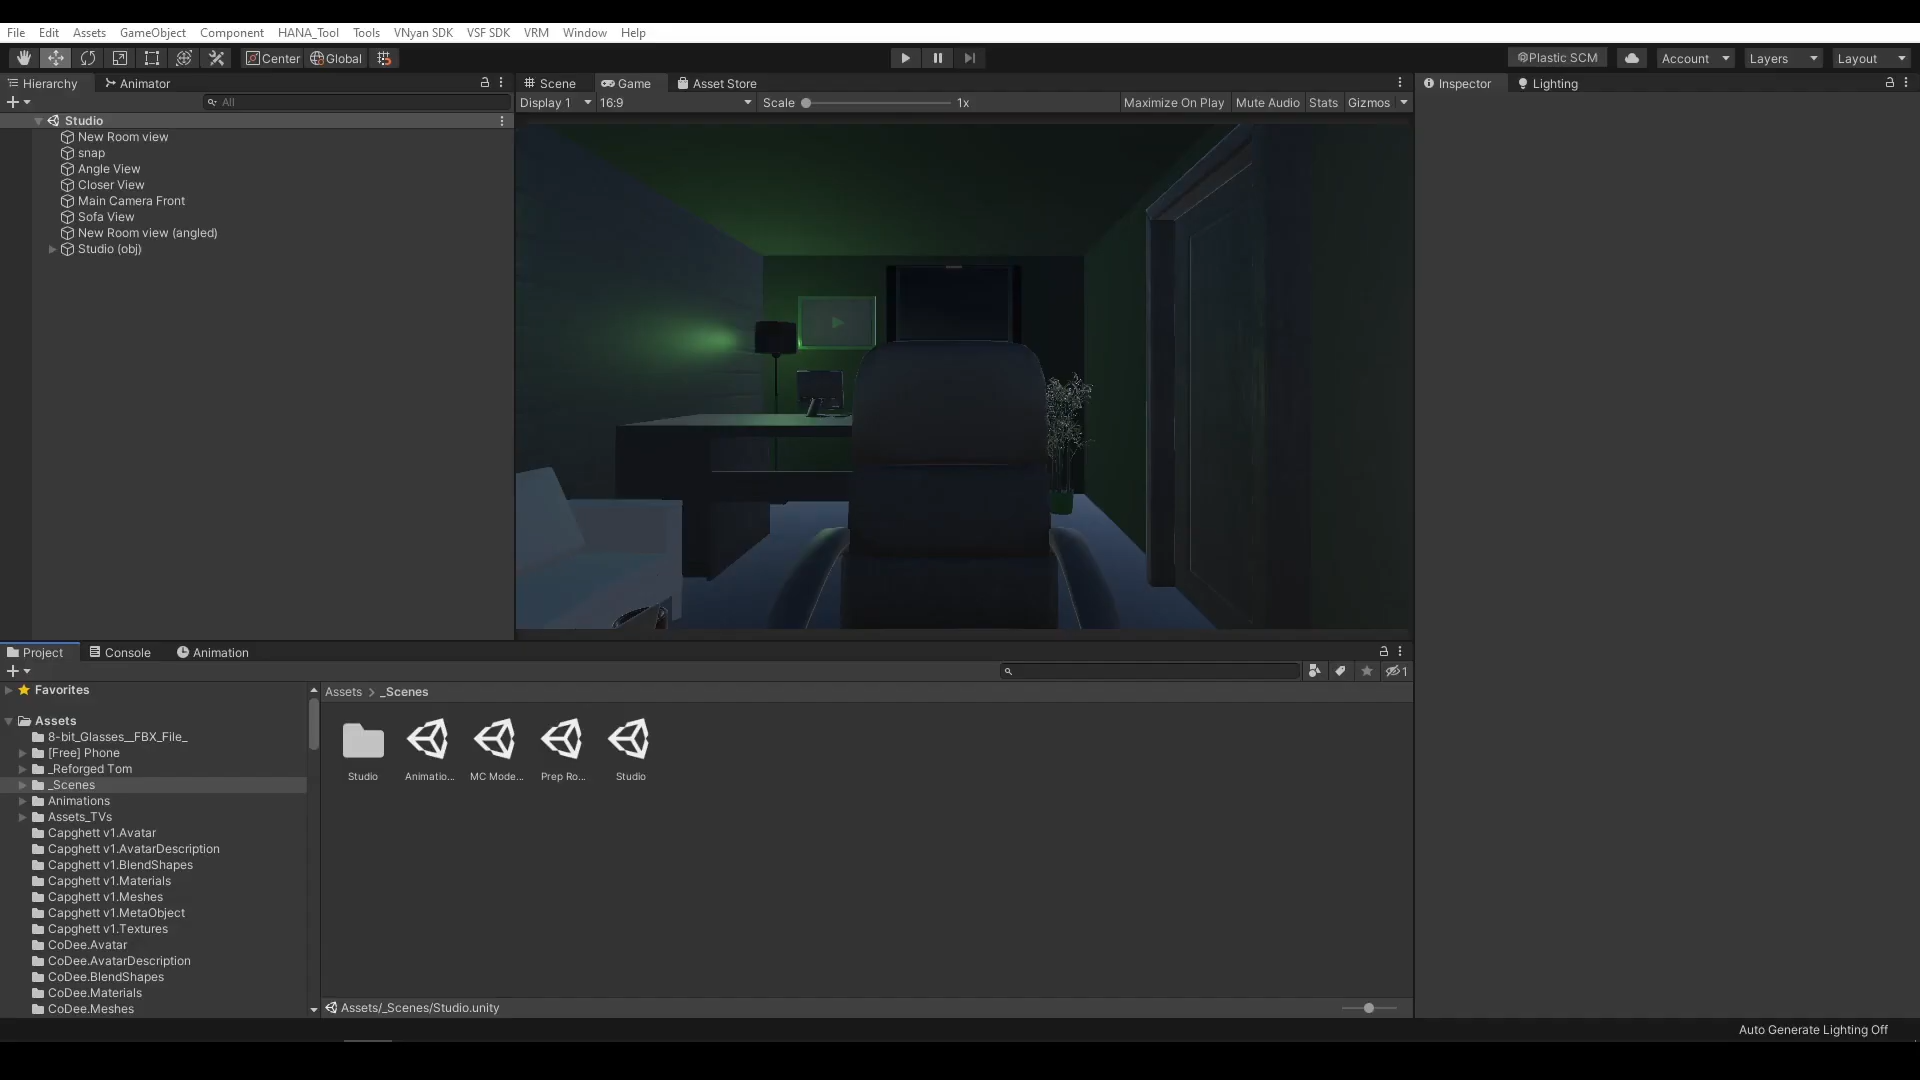 File Edit Assets GameObject Component HANA_Tool Tools VNyan SDK VSF SDK VRM Window Help
Center Global Plastic SCM Account Layers Layout
Hierarchy Animator Scene Game Asset Store Inspector Lighting
All Display 1 16:9 Scale 1x Maximize On Play Mute Audio Stats Gizmos
Studio
New Room view
snap
Angle View
Closer View
Main Camera Front
Sofa View
New Room view (angled)
Studio (obj)
Project Console Animation
1
Favorites
Assets
8-bit_Glasses__FBX_File_
[Free] Phone
_Reforged Tom
_Scenes
Animations
Assets_TVs
Capghett v1.Avatar
Capghett v1.AvatarDescription
Capghett v1.BlendShapes
Capghett v1.Materials
Capghett v1.Meshes
Capghett v1.MetaObject
Capghett v1.Textures
CoDee.Avatar
CoDee.AvatarDescription
CoDee.BlendShapes
CoDee.Materials
CoDee.Meshes
Assets > _Scenes
Studio Animatio... MC Mode... Prep Ro... Studio
Assets/_Scenes/Studio.unity
Auto Generate Lighting Off